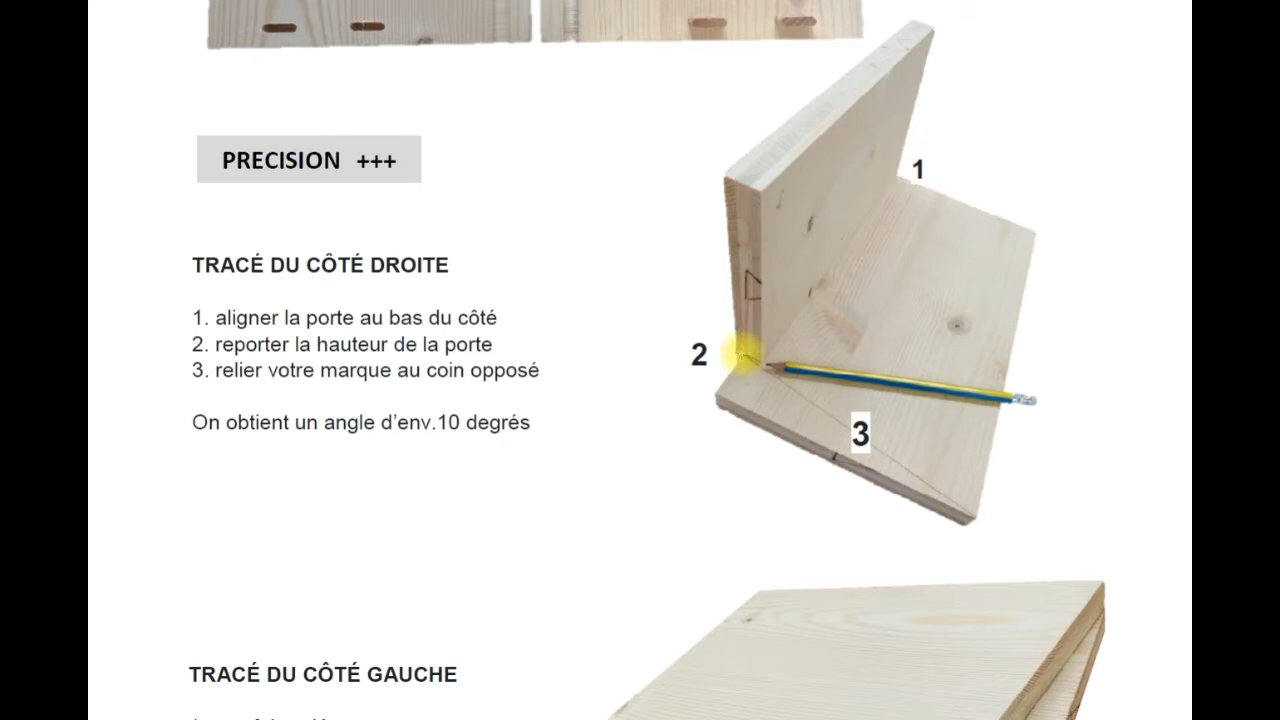 PRECISION +++
1
TRACÉ DU CÔTÉ DROITE
1. aligner la porte au bas du côté
2. reporter la hauteur de la porte
3. relier votre marque au coin opposé
2
On obtient un angle d'env.10 degrés
3
TRACÉ DU CÔTÉ GAUCHE